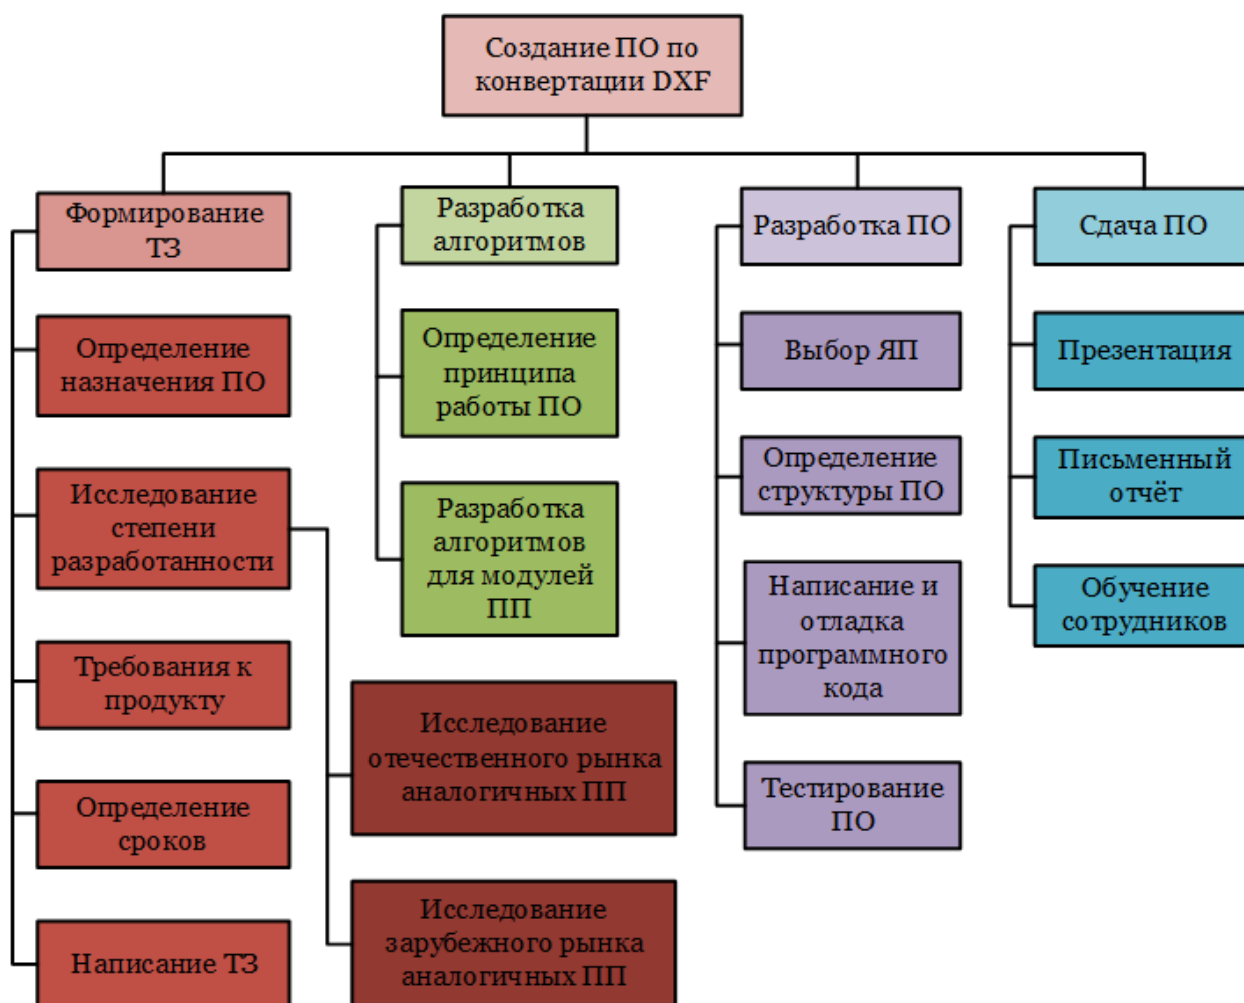 Создание ПО по
конвертации DXF
Формирование
ТЗ
Определение
назначения ПО
Исследование
степени
разработанности
Требования к
продукту
Определение
сроков
Написание ТЗ
Исследование
отечественного рынка
аналогичных ПП
Исследование
зарубежного рынка
аналогичных ПП
Разработка
алгоритмов
Определение
принципа
работы ПО
Разработка
алгоритмов
для модулей
ПП
Разработка ПО
Выбор ЯП
Определение
структуры ПО
Написание и
отладка
программного
кода
Тестирование
ПО
Сдача ПО
Презентация
Письменный
отчёт
Обучение
сотрудников